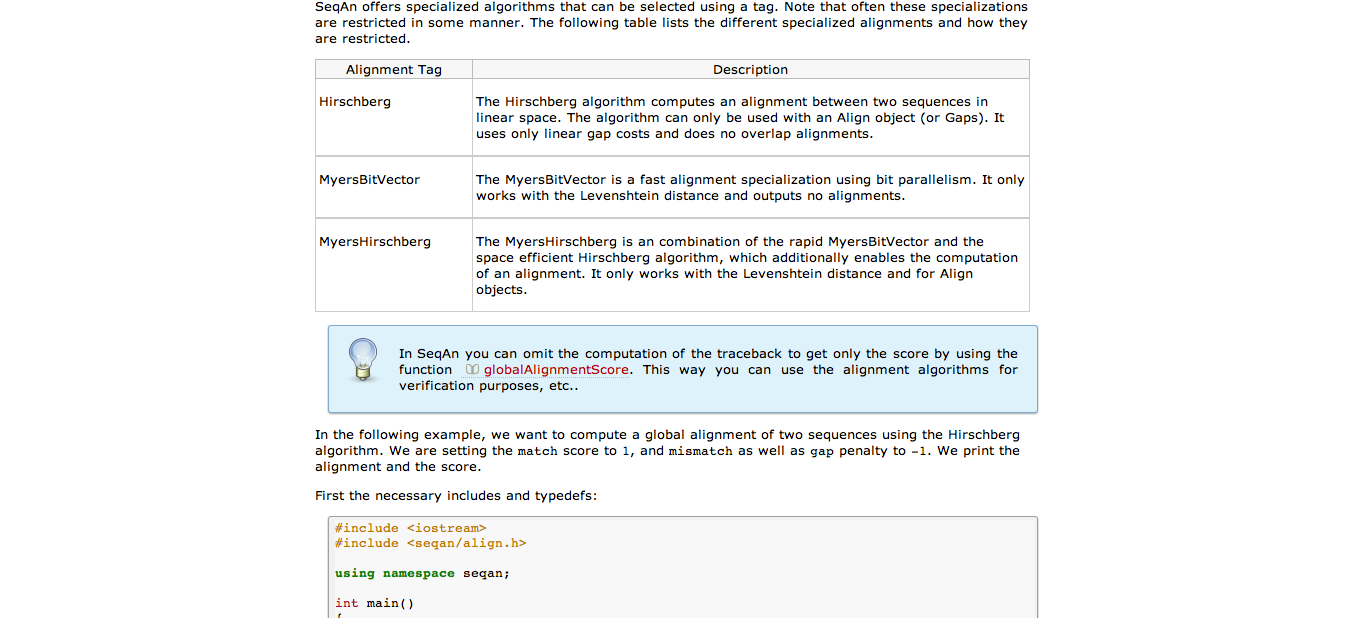 SeqAn offers specialized algorithms that can be selected using a tag. Note that often these specializations
are restricted in some manner. The following table lists the different specialized alignments and how they
are restricted.
Alignment Tag Description
Hirschberg
The Hirschberg algorithm computes an alignment between two sequences in
linear space. The algorithm can only be used with an Align object (or Gaps). It
uses only linear gap costs and does no overlap alignments.
MyersBitVector
The MyersBitVector is a fast alignment specialization using bit parallelism. It only
works with the Levenshtein distance and outputs no alignments.
MyersHirschberg
The MyersHirschberg is an combination of the rapid MyersBitVector and the
space efficient Hirschberg algorithm, which additionally enables the computation
of an alignment. It only works with the Levenshtein distance and for Align
objects.
In SeqAn you can omit the computation of the traceback to get only the score by using the
function globalAlignmentScore. This way you can use the alignment algorithms for
verification purposes, etc..
In the following example, we want to compute a global alignment of two sequences using the Hirschberg
algorithm. We are setting the match score to 1, and mismatch as well as gap penalty to -1. We print the
alignment and the score.
First the necessary includes and typedefs:
#include <iostream>
#include <seqan/align.h>
using namespace seqan;
int main()
{